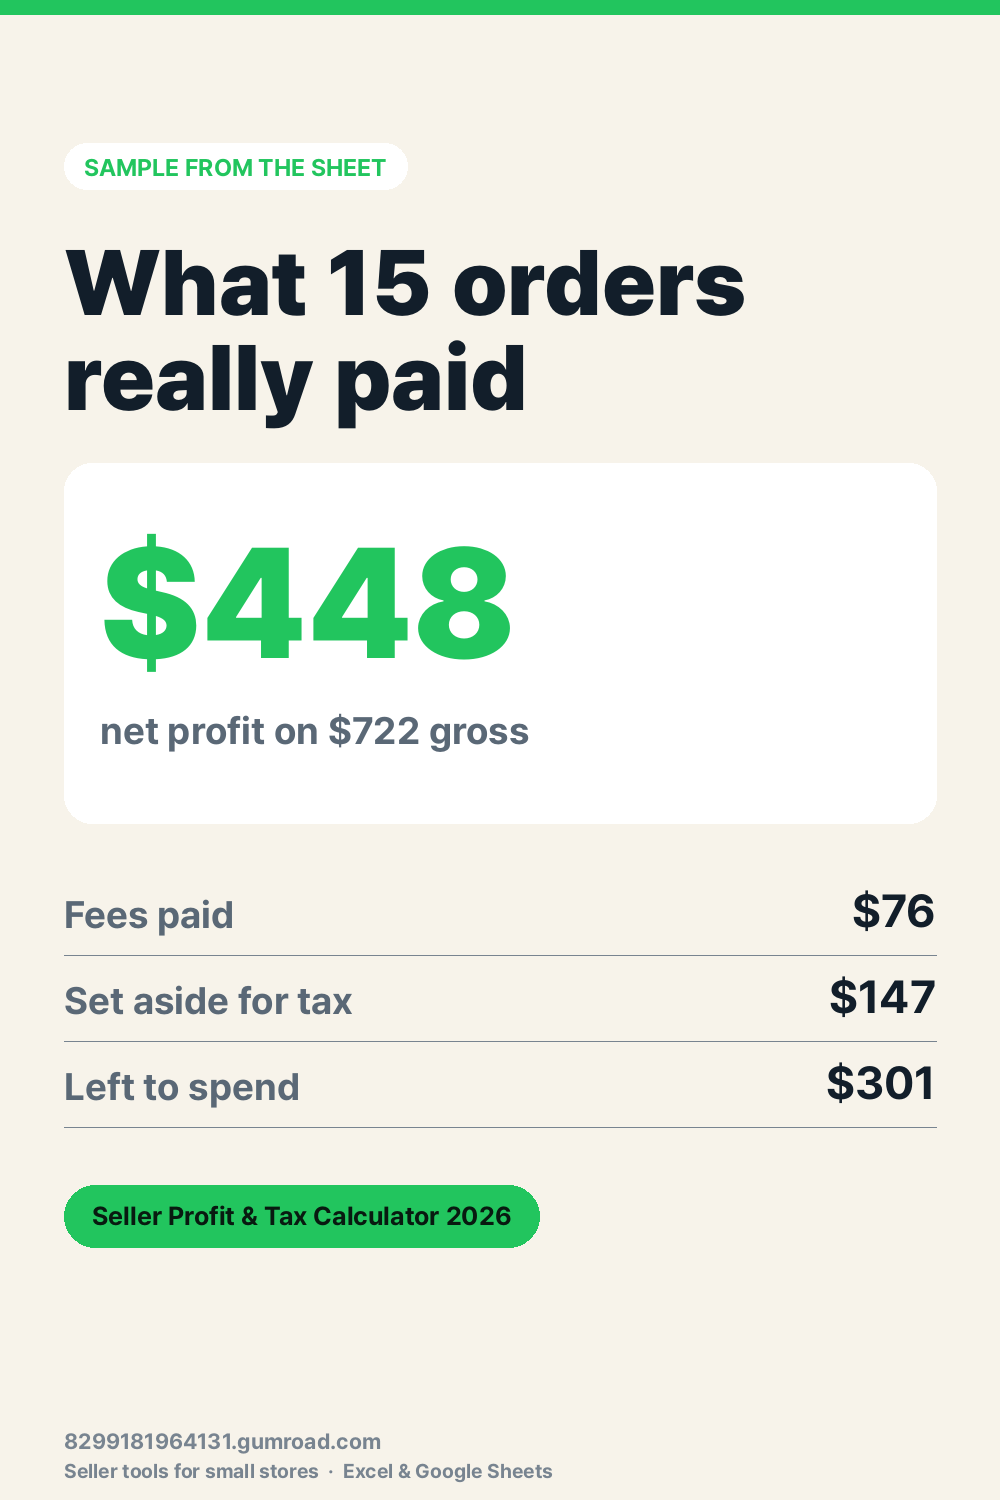 SAMPLE FROM THE SHEET
What 15 orders
really paid
$448
net profit on $722 gross
Fees paid $76
Set aside for tax $147
Left to spend $301
Seller Profit & Tax Calculator 2026
8299181964131.gumroad.com
Seller tools for small stores · Excel & Google Sheets